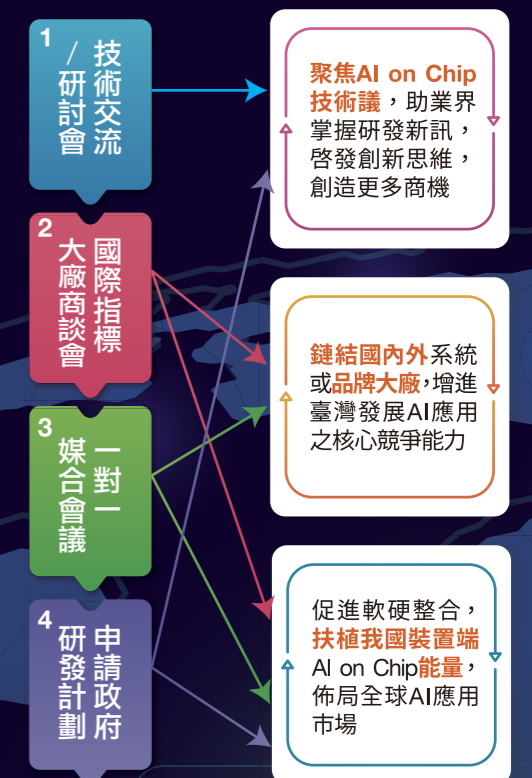 1
技術交流
/研討會
2
國際指標
大廠商談會
3
一對一
媒合會議
4
申請政府
研發計劃
聚焦AI on Chip
技術議，助業界
掌握研發新訊，
啓發創新思維，
創造更多商機
鏈結國內外系統
或品牌大廠，增進
臺灣發展AI應用
之核心競爭能力
促進軟硬整合，
扶植我國裝置端
AI on Chip能量，
佈局全球AI應用
市場